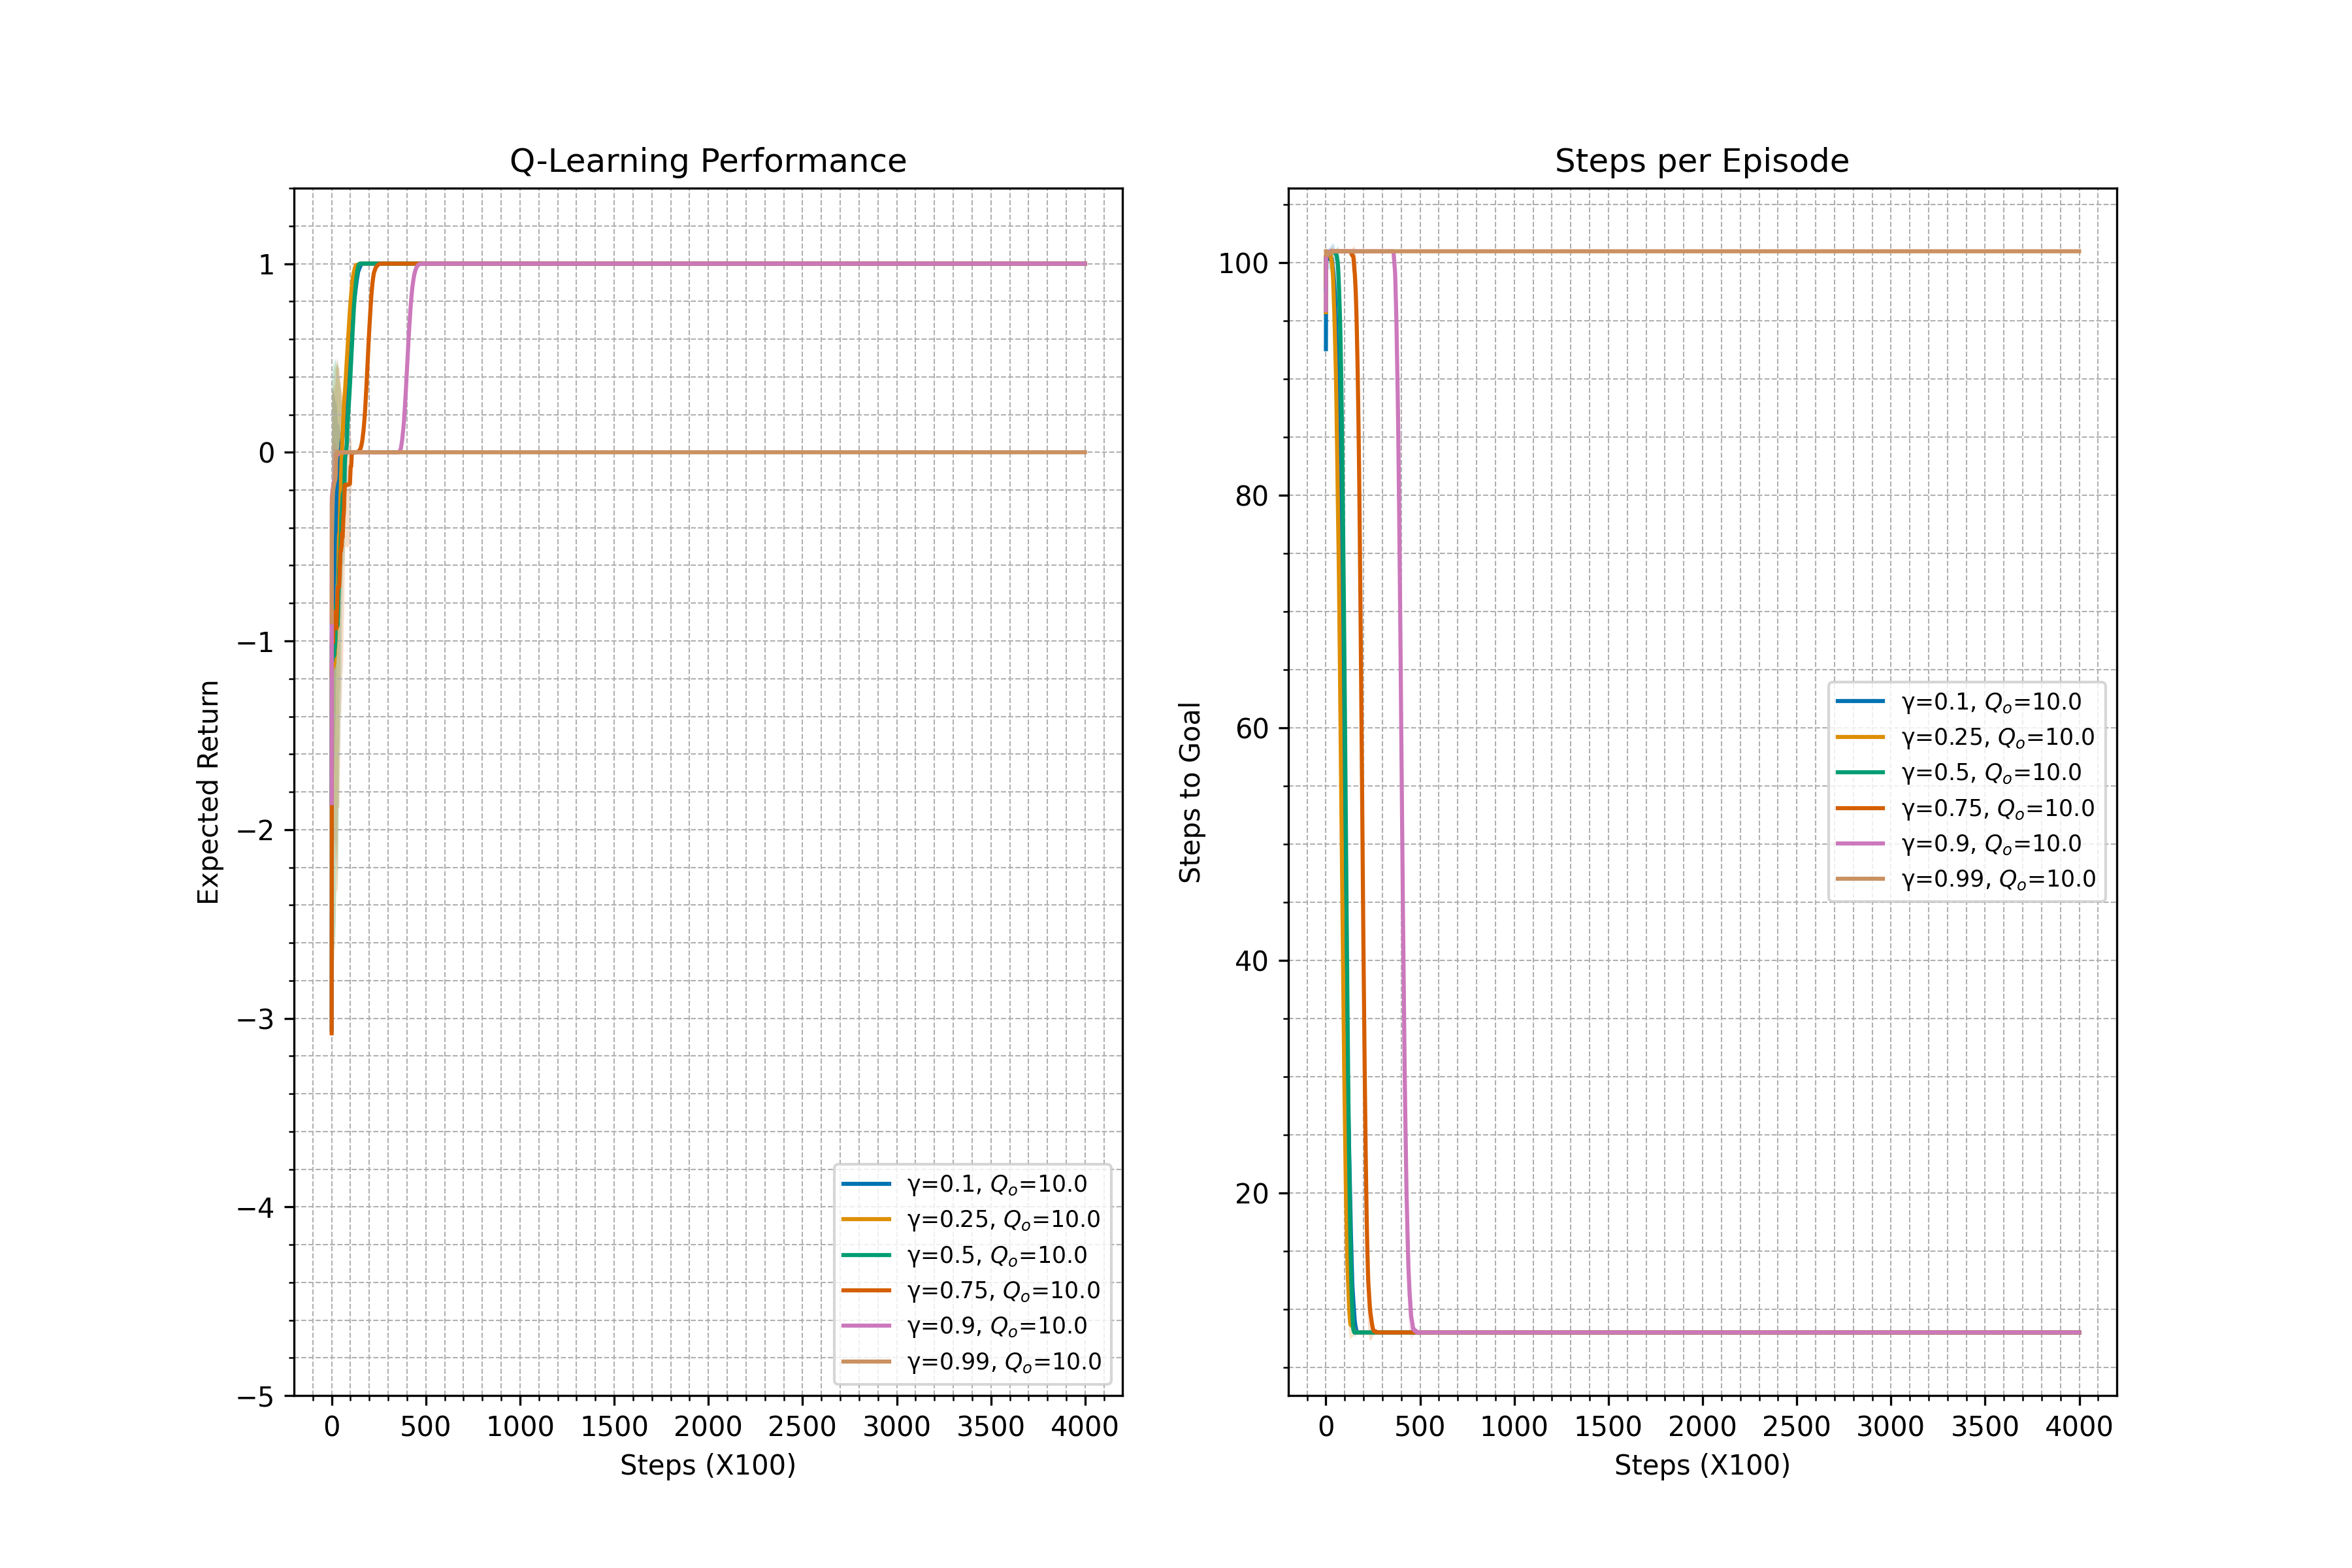 Q-Learning Performance
Expected Return
1
0
−1
−2
−3
−4
−5
0 500 1000 1500 2000 2500 3000 3500 4000
Steps (X100)
γ=0.1, Qₒ=10.0
γ=0.25, Qₒ=10.0
γ=0.5, Qₒ=10.0
γ=0.75, Qₒ=10.0
γ=0.9, Qₒ=10.0
γ=0.99, Qₒ=10.0
Steps per Episode
Steps to Goal
100
80
60
40
20
0 500 1000 1500 2000 2500 3000 3500 4000
Steps (X100)
γ=0.1, Qₒ=10.0
γ=0.25, Qₒ=10.0
γ=0.5, Qₒ=10.0
γ=0.75, Qₒ=10.0
γ=0.9, Qₒ=10.0
γ=0.99, Qₒ=10.0